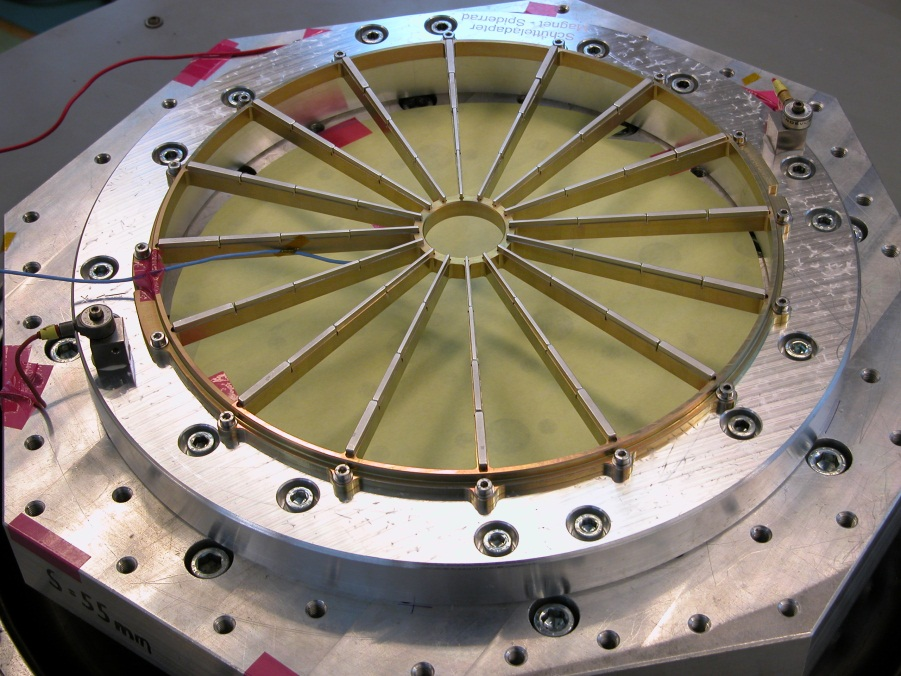 Schütteladapter
Magnet - Spiderrad
S = 55 mm